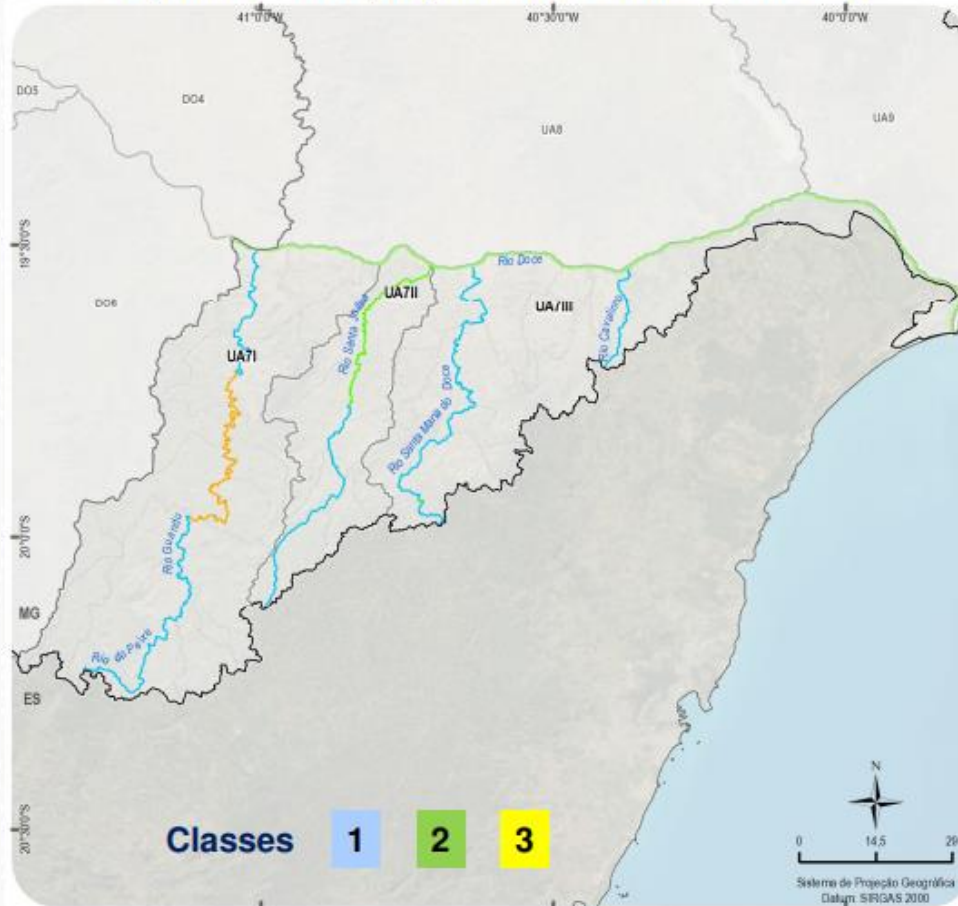 41°0'0"W
40°30'0"W
40°0'0"W
DO5
DO4
UA8
UA9
19°30'0"S
Rio Doce
DO6
UA7II
UA7III
Rio Santa Joana
Rio Cavalinho
UA7I
Rio Santa Maria do Doce
20°0'0"S
Rio Guandu
MG
Rio do Peixe
ES
N
20°30'0"S
Classes 1 2 3
0 14,5 29
Sistema de Projeção Geográfica
Datum: SIRGAS 2000